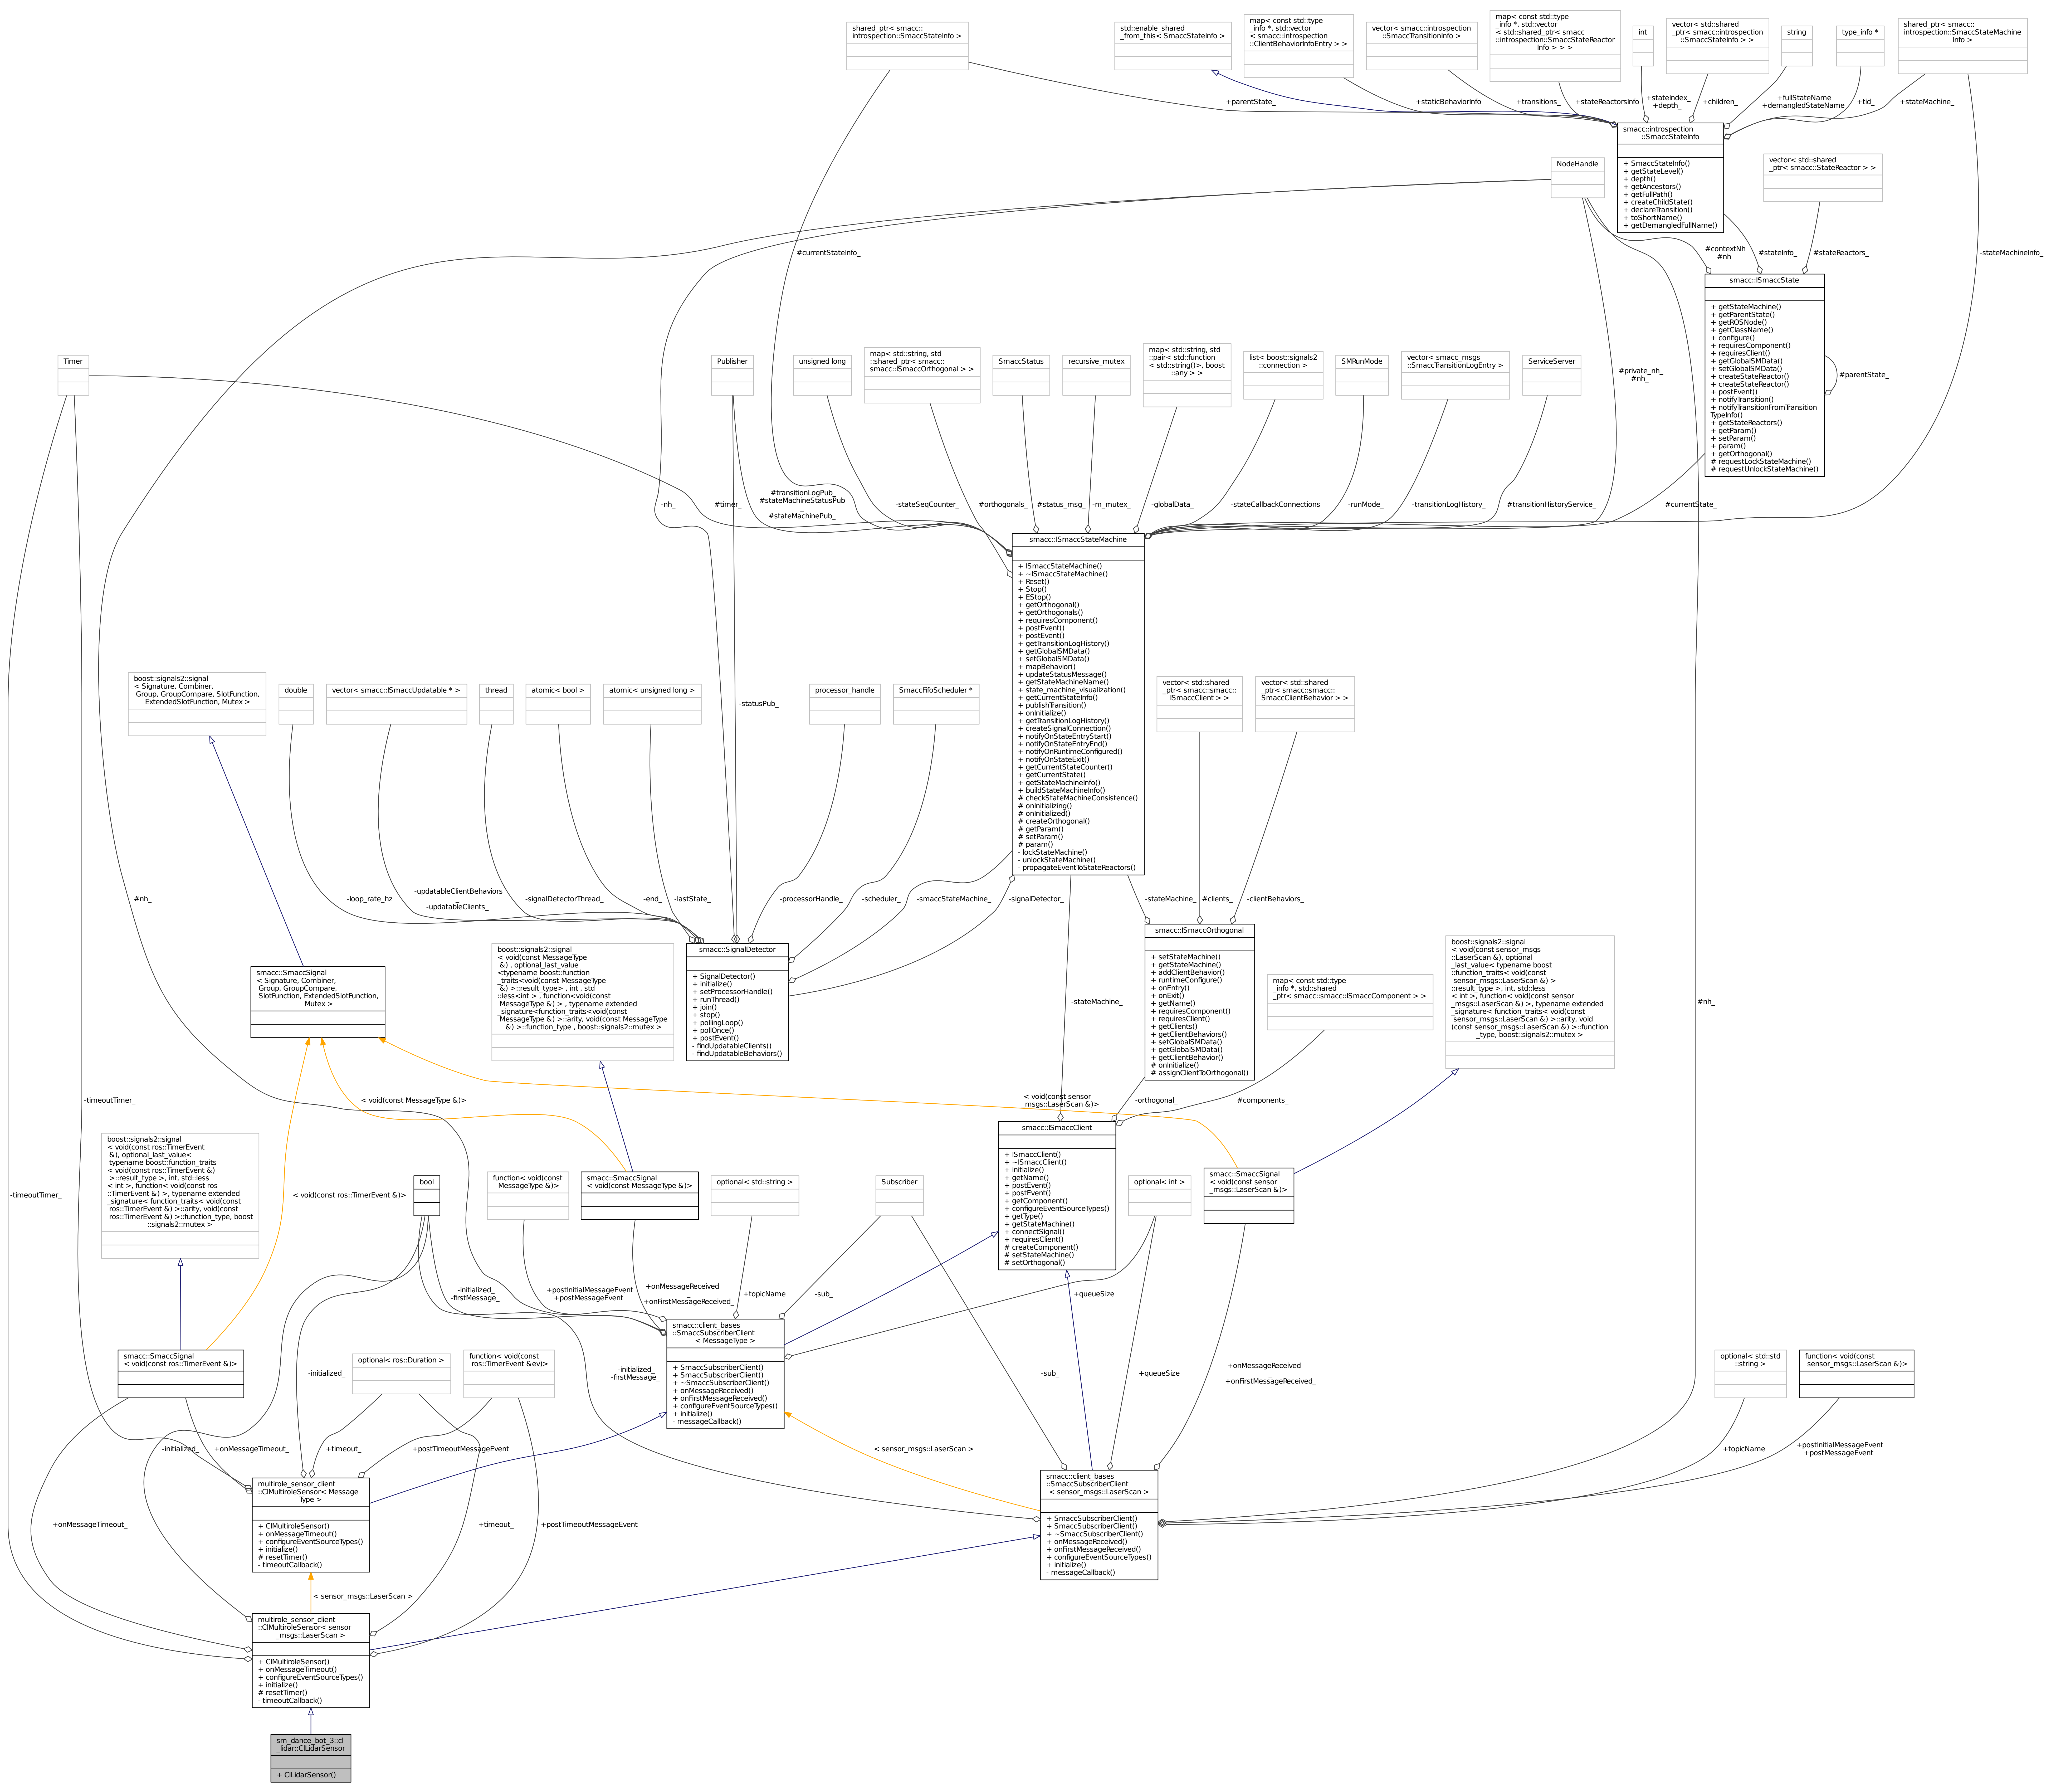 shared_ptr< smacc::
introspection::SmaccStateInfo >
std::enable_shared
_from_this< SmaccStateInfo >
map< const std::type
_info *, std::vector
< smacc::introspection
::ClientBehaviorInfoEntry > >
vector< smacc::introspection
::SmaccTransitionInfo >
map< const std::type
_info *, std::vector
< std::shared_ptr< smacc
::introspection::SmaccStateReactor
Info > > >
int
vector< std::shared
_ptr< smacc::introspection
::SmaccStateInfo > >
string
type_info *
shared_ptr< smacc::
introspection::SmaccStateMachine
Info >
+parentState_
+staticBehaviorInfo
+transitions_
+stateReactorsInfo
+stateIndex_
+depth_
+children_
+fullStateName
+demangledStateName
+tid_
+stateMachine_
smacc::introspection
::SmaccStateInfo
+ SmaccStateInfo()
+ getStateLevel()
+ depth()
+ getAncestors()
+ getFullPath()
+ createChildState()
+ declareTransition()
+ toShortName()
+ getDemangledFullName()
NodeHandle
vector< std::shared
_ptr< smacc::StateReactor > >
#currentStateInfo_
#contextNh
#nh
#stateInfo_
#stateReactors_
-stateMachineInfo_
smacc::ISmaccState
+ getStateMachine()
+ getParentState()
+ getROSNode()
+ getClassName()
+ configure()
+ requiresComponent()
+ requiresClient()
+ getGlobalSMData()
+ setGlobalSMData()
+ createStateReactor()
+ createStateReactor()
+ postEvent()
+ notifyTransition()
+ notifyTransitionFromTransition
TypeInfo()
+ getStateReactors()
+ getParam()
+ setParam()
+ param()
+ getOrthogonal()
# requestLockStateMachine()
# requestUnlockStateMachine()
#parentState_
Timer
Publisher
unsigned long
map< std::string, std
::shared_ptr< smacc::
smacc::ISmaccOrthogonal > >
SmaccStatus
recursive_mutex
map< std::string, std
::pair< std::function
< std::string()>, boost
::any > >
list< boost::signals2
::connection >
SMRunMode
vector< smacc_msgs
::SmaccTransitionLogEntry >
ServiceServer
#private_nh_
#nh_
-nh_
#timer_
#transitionLogPub_
#stateMachineStatusPub
_
#stateMachinePub_
-stateSeqCounter_
#orthogonals_
#status_msg_
-m_mutex_
-globalData_
-stateCallbackConnections
-runMode_
-transitionLogHistory_
#transitionHistoryService_
#currentState_
smacc::ISmaccStateMachine
+ ISmaccStateMachine()
+ ~ISmaccStateMachine()
+ Reset()
+ Stop()
+ EStop()
+ getOrthogonal()
+ getOrthogonals()
+ requiresComponent()
+ postEvent()
+ postEvent()
+ getTransitionLogHistory()
+ getGlobalSMData()
+ setGlobalSMData()
+ mapBehavior()
+ updateStatusMessage()
+ getStateMachineName()
+ state_machine_visualization()
+ getCurrentStateInfo()
+ publishTransition()
+ onInitialize()
+ getTransitionLogHistory()
+ createSignalConnection()
+ notifyOnStateEntryStart()
+ notifyOnStateEntryEnd()
+ notifyOnRuntimeConfigured()
+ notifyOnStateExit()
+ getCurrentStateCounter()
+ getCurrentState()
+ getStateMachineInfo()
+ buildStateMachineInfo()
# checkStateMachineConsistence()
# onInitializing()
# onInitialized()
# createOrthogonal()
# getParam()
# setParam()
# param()
- lockStateMachine()
- unlockStateMachine()
- propagateEventToStateReactors()
boost::signals2::signal
< Signature, Combiner,
Group, GroupCompare, SlotFunction,
ExtendedSlotFunction, Mutex >
double
vector< smacc::ISmaccUpdatable * >
thread
atomic< bool >
atomic< unsigned long >
-statusPub_
processor_handle
SmaccFifoScheduler *
vector< std::shared
_ptr< smacc::smacc::
ISmaccClient > >
vector< std::shared
_ptr< smacc::smacc::
SmaccClientBehavior > >
#nh_
-loop_rate_hz
-updatableClientBehaviors
_
-updatableClients_
-signalDetectorThread_
-end_
-lastState_
-processorHandle_
-scheduler_
-smaccStateMachine_
-signalDetector_
-stateMachine_
#clients_
-clientBehaviors_
smacc::SmaccSignal
< Signature, Combiner,
Group, GroupCompare,
SlotFunction, ExtendedSlotFunction,
Mutex >
boost::signals2::signal
< void(const MessageType
&) , optional_last_value
<typename boost::function
_traits<void(const MessageType
&) >::result_type> , int , std
::less<int > , function<void(const
MessageType &) > , typename extended
_signature<function_traits<void(const
MessageType &) >::arity, void(const MessageType
&) >::function_type , boost::signals2::mutex >
smacc::SignalDetector
+ SignalDetector()
+ initialize()
+ setProcessorHandle()
+ runThread()
+ join()
+ stop()
+ pollingLoop()
+ pollOnce()
+ postEvent()
- findUpdatableClients()
- findUpdatableBehaviors()
-stateMachine_
smacc::ISmaccOrthogonal
+ setStateMachine()
+ getStateMachine()
+ addClientBehavior()
+ runtimeConfigure()
+ onEntry()
+ onExit()
+ getName()
+ requiresComponent()
+ requiresClient()
+ getClients()
+ getClientBehaviors()
+ setGlobalSMData()
+ getGlobalSMData()
+ getClientBehavior()
# onInitialize()
# assignClientToOrthogonal()
map< const std::type
_info *, std::shared
_ptr< smacc::smacc::ISmaccComponent > >
boost::signals2::signal
< void(const sensor_msgs
::LaserScan &), optional
_last_value< typename boost
::function_traits< void(const
sensor_msgs::LaserScan &) >
::result_type >, int, std::less
< int >, function< void(const sensor
_msgs::LaserScan &) >, typename extended
_signature< function_traits< void(const
sensor_msgs::LaserScan &) >::arity, void
(const sensor_msgs::LaserScan &) >::function
_type, boost::signals2::mutex >
#nh_
-timeoutTimer_
< void(const MessageType &)>
< void(const sensor
_msgs::LaserScan &)>
-orthogonal_
#components_
boost::signals2::signal
< void(const ros::TimerEvent
&), optional_last_value<
typename boost::function_traits
< void(const ros::TimerEvent &)
>::result_type >, int, std::less
< int >, function< void(const ros
::TimerEvent &) >, typename extended
_signature< function_traits< void(const
ros::TimerEvent &) >::arity, void(const
ros::TimerEvent &) >::function_type, boost
::signals2::mutex >
-timeoutTimer_
< void(const ros::TimerEvent &)>
bool
function< void(const
MessageType &)>
smacc::SmaccSignal
< void(const MessageType &)>
optional< std::string >
Subscriber
smacc::ISmaccClient
+ ISmaccClient()
+ ~ISmaccClient()
+ initialize()
+ getName()
+ postEvent()
+ postEvent()
+ getComponent()
+ configureEventSourceTypes()
+ getType()
+ getStateMachine()
+ connectSignal()
+ requiresClient()
# createComponent()
# setStateMachine()
# setOrthogonal()
optional< int >
smacc::SmaccSignal
< void(const sensor
_msgs::LaserScan &)>
-initialized_
-firstMessage_
+postInitialMessageEvent
+postMessageEvent
+onMessageReceived
_
+onFirstMessageReceived_
+topicName
-sub_
+queueSize
smacc::client_bases
::SmaccSubscriberClient
< MessageType >
+ SmaccSubscriberClient()
+ SmaccSubscriberClient()
+ ~SmaccSubscriberClient()
+ onMessageReceived()
+ onFirstMessageReceived()
+ configureEventSourceTypes()
+ initialize()
- messageCallback()
smacc::SmaccSignal
< void(const ros::TimerEvent &)>
-initialized_
optional< ros::Duration >
function< void(const
ros::TimerEvent &ev)>
-initialized_
-firstMessage_
-sub_
+queueSize
+onMessageReceived
_
+onFirstMessageReceived_
optional< std::std
::string >
function< void(const
sensor_msgs::LaserScan &)>
-initialized_
+onMessageTimeout_
+timeout_
+postTimeoutMessageEvent
< sensor_msgs::LaserScan >
+topicName
+postInitialMessageEvent
+postMessageEvent
multirole_sensor_client
::ClMultiroleSensor< Message
Type >
+ ClMultiroleSensor()
+ onMessageTimeout()
+ configureEventSourceTypes()
+ initialize()
# resetTimer()
- timeoutCallback()
smacc::client_bases
::SmaccSubscriberClient
< sensor_msgs::LaserScan >
+ SmaccSubscriberClient()
+ SmaccSubscriberClient()
+ ~SmaccSubscriberClient()
+ onMessageReceived()
+ onFirstMessageReceived()
+ configureEventSourceTypes()
+ initialize()
- messageCallback()
+onMessageTimeout_
+timeout_
+postTimeoutMessageEvent
< sensor_msgs::LaserScan >
multirole_sensor_client
::ClMultiroleSensor< sensor
_msgs::LaserScan >
+ ClMultiroleSensor()
+ onMessageTimeout()
+ configureEventSourceTypes()
+ initialize()
# resetTimer()
- timeoutCallback()
sm_dance_bot_3::cl
_lidar::ClLidarSensor
+ ClLidarSensor()